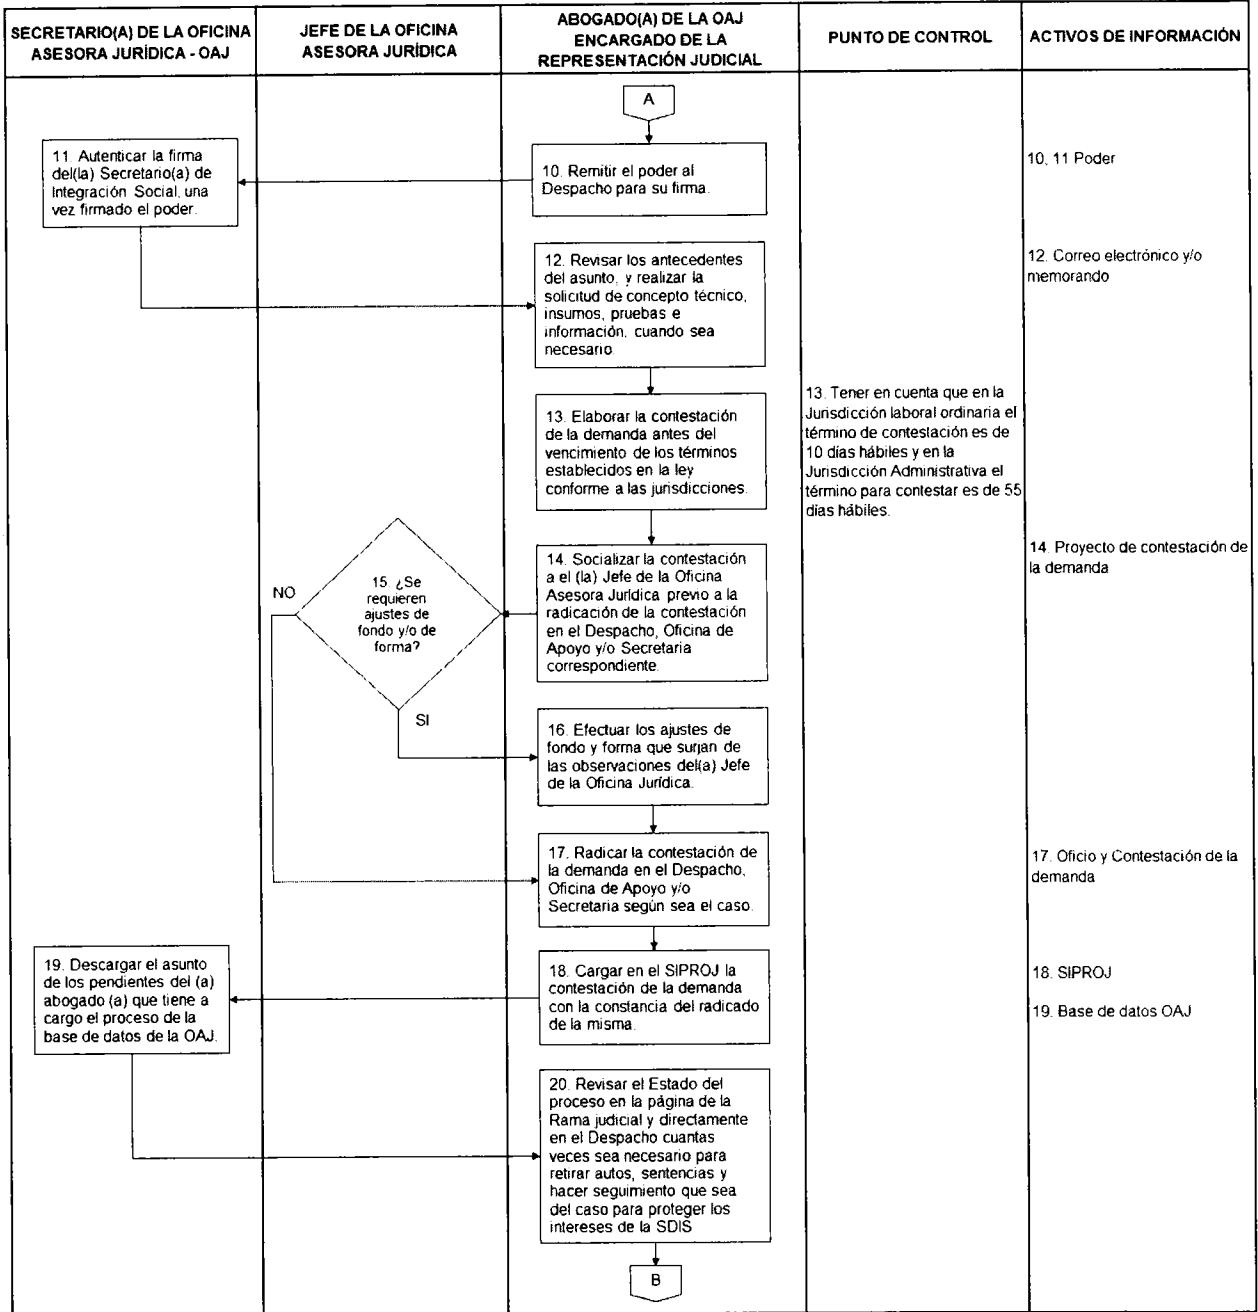 SECRETARIO(A) DE LA OFICINA
ASESORA JURÍDICA - OAJ
JEFE DE LA OFICINA
ASESORA JURÍDICA
ABOGADO(A) DE LA OAJ
ENCARGADO DE LA
REPRESENTACIÓN JUDICIAL
PUNTO DE CONTROL
ACTIVOS DE INFORMACIÓN
A
10. Remitir el poder al
Despacho para su firma.
10, 11 Poder
11. Autenticar la firma
del(la) Secretario(a) de
Integración Social, una
vez firmado el poder.
12. Revisar los antecedentes
del asunto, y realizar la
solicitud de concepto técnico,
insumos, pruebas e
información, cuando sea
necesario
12. Correo electrónico y/o
memorando
13. Elaborar la contestación
de la demanda antes del
vencimiento de los términos
establecidos en la ley
conforme a las jurisdicciones.
13. Tener en cuenta que en la
Jurisdicción laboral ordinaria el
término de contestación es de
10 días hábiles y en la
Jurisdicción Administrativa el
término para contestar es de 55
días hábiles.
14. Socializar la contestación
a el (la) Jefe de la Oficina
Asesora Jurídica previo a la
radicación de la contestación
en el Despacho, Oficina de
Apoyo y/o Secretaria
correspondiente.
14. Proyecto de contestación de
la demanda
15. ¿Se
requieren
ajustes de
fondo y/o de
forma?
NO
SI
16. Efectuar los ajustes de
fondo y forma que surjan de
las observaciones del(a) Jefe
de la Oficina Jurídica.
17. Radicar la contestación de
la demanda en el Despacho,
Oficina de Apoyo y/o
Secretaria según sea el caso.
17. Oficio y Contestación de la
demanda
18. Cargar en el SIPROJ la
contestación de la demanda
con la constancia del radicado
de la misma.
18. SIPROJ
19. Descargar el asunto
de los pendientes del (a)
abogado (a) que tiene a
cargo el proceso de la
base de datos de la OAJ.
19. Base de datos OAJ
20. Revisar el Estado del
proceso en la página de la
Rama judicial y directamente
en el Despacho cuantas
veces sea necesario para
retirar autos, sentencias y
hacer seguimiento que sea
del caso para proteger los
intereses de la SDIS
B